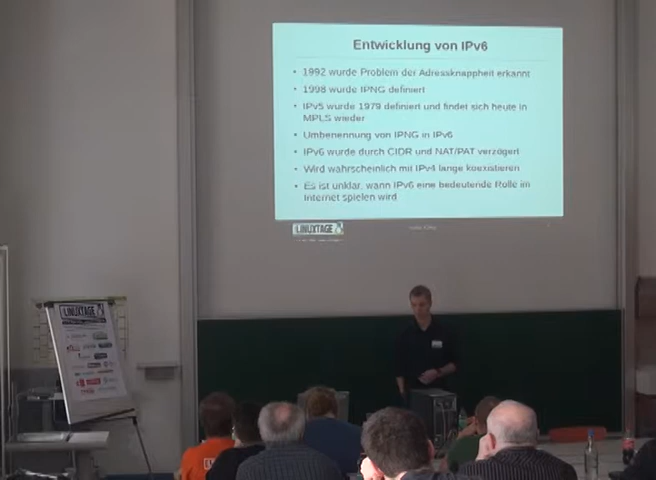 Entwicklung von IPv6
• 1992 wurde Problem der Adressknappheit erkannt
• 1998 wurde IPNG definiert
• IPv5 wurde 1979 definiert und findet sich heute in
MPLS wieder
• Umbenennung von IPNG in IPv6
• IPv6 wurde durch CIDR und NAT/PAT verzögert
• Wird wahrscheinlich mit IPv4 lange koexistieren
• Es ist unklar, wann IPv6 eine bedeutende Rolle im
Internet spielen wird
LINUXTAGE
LINUXTAGE